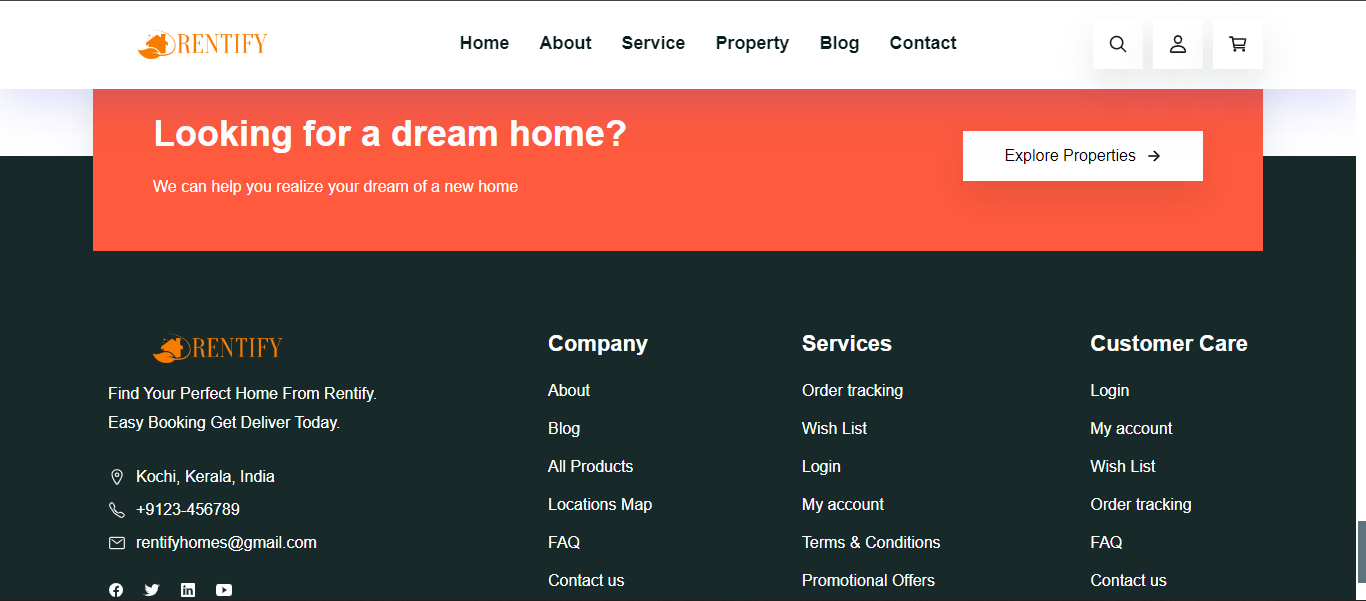 RENTIFY
Home About Service Property Blog Contact
Looking for a dream home?
We can help you realize your dream of a new home
Explore Properties
RENTIFY
Find Your Perfect Home From Rentify.
Easy Booking Get Deliver Today.
Kochi, Kerala, India
+9123-456789
rentifyhomes@gmail.com
Company
About
Blog
All Products
Locations Map
FAQ
Contact us
Services
Order tracking
Wish List
Login
My account
Terms & Conditions
Promotional Offers
Customer Care
Login
My account
Wish List
Order tracking
FAQ
Contact us